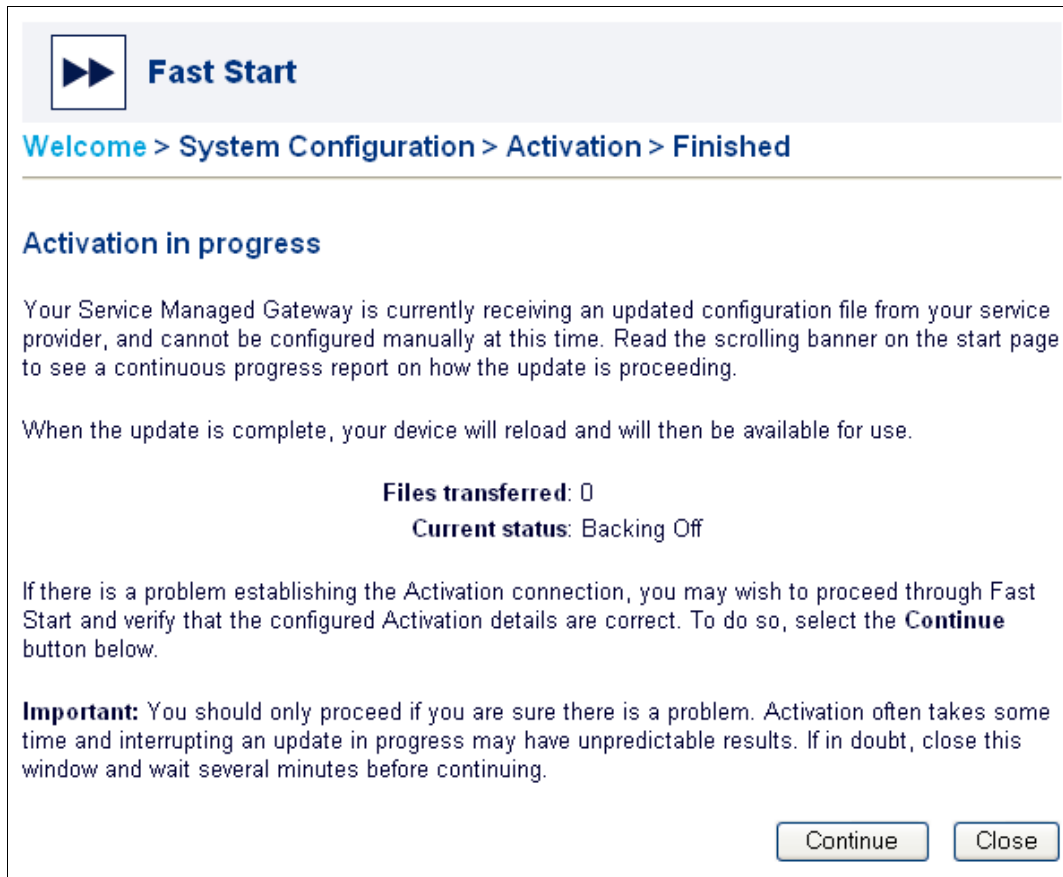 Fast Start
Welcome > System Configuration > Activation > Finished
Activation in progress
Your Service Managed Gateway is currently receiving an updated configuration file from your service
provider, and cannot be configured manually at this time. Read the scrolling banner on the start page
to see a continuous progress report on how the update is proceeding.
When the update is complete, your device will reload and will then be available for use.
Files transferred: 0
Current status: Backing Off
If there is a problem establishing the Activation connection, you may wish to proceed through Fast
Start and verify that the configured Activation details are correct. To do so, select the Continue
button below.
Important: You should only proceed if you are sure there is a problem. Activation often takes some
time and interrupting an update in progress may have unpredictable results. If in doubt, close this
window and wait several minutes before continuing.
Continue Close